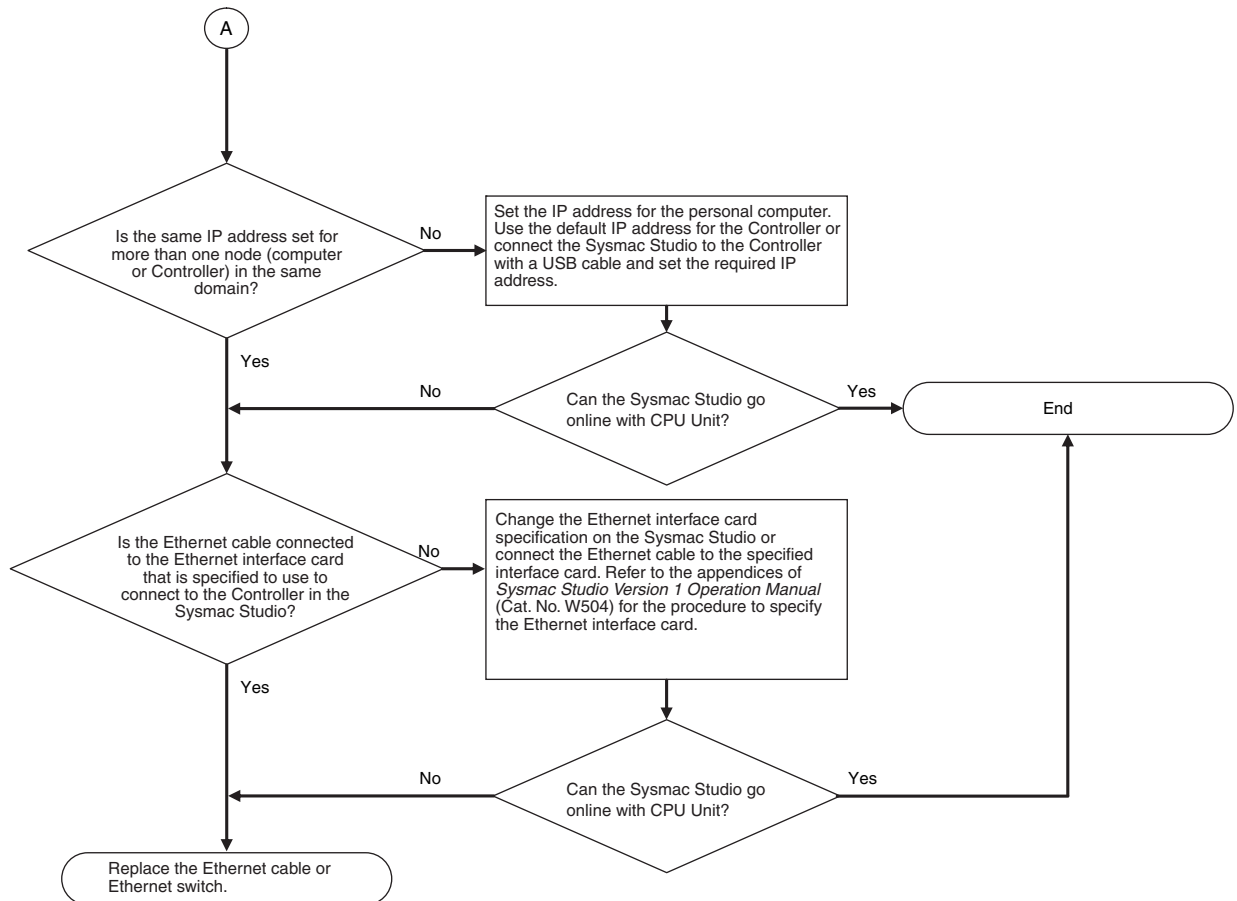 A
Is the same IP address set for
more than one node (computer
or Controller) in the same
domain?
No
Set the IP address for the personal computer.
Use the default IP address for the Controller or
connect the Sysmac Studio to the Controller
with a USB cable and set the required IP
address.
Yes
No
Can the Sysmac Studio go
online with CPU Unit?
Yes
End
Is the Ethernet cable connected
to the Ethernet interface card
that is specified to use to
connect to the Controller in the
Sysmac Studio?
No
Change the Ethernet interface card
specification on the Sysmac Studio or
connect the Ethernet cable to the specified
interface card. Refer to the appendices of
Sysmac Studio Version 1 Operation Manual
(Cat. No. W504) for the procedure to specify
the Ethernet interface card.
Yes
No
Can the Sysmac Studio go
online with CPU Unit?
Yes
Replace the Ethernet cable or
Ethernet switch.